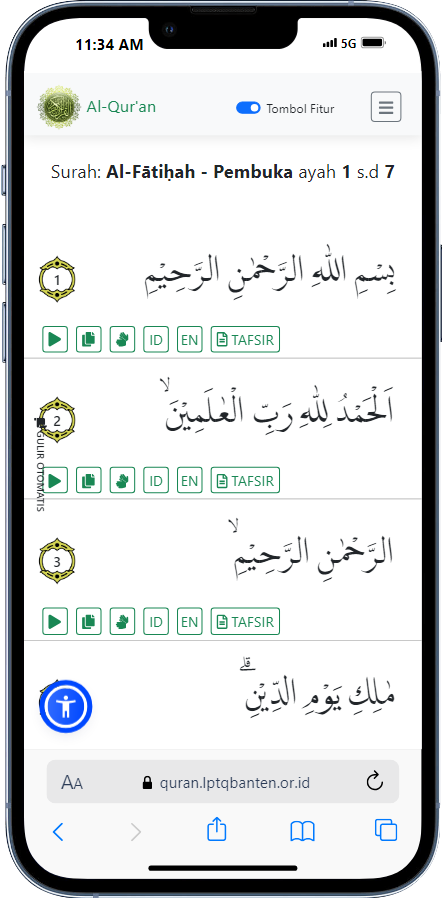 11:34 AM 5G
Al-Qur'an Tombol Fitur
Surah: Al-Fātiḥah - Pembuka ayah 1 s.d 7
بِسْمِ اللّٰهِ الرَّحْمٰنِ الرَّحِيْمِ
1
ID EN TAFSIR
اَلْحَمْدُ لِلّٰهِ رَبِّ الْعٰلَمِيْنَۙ
2
GULIR OTOMATIS
ID EN TAFSIR
الرَّحْمٰنِ الرَّحِيْمِۙ
3
ID EN TAFSIR
مٰلِكِ يَوْمِ الدِّيْنِۗ
AA quran.lptqbanten.or.id